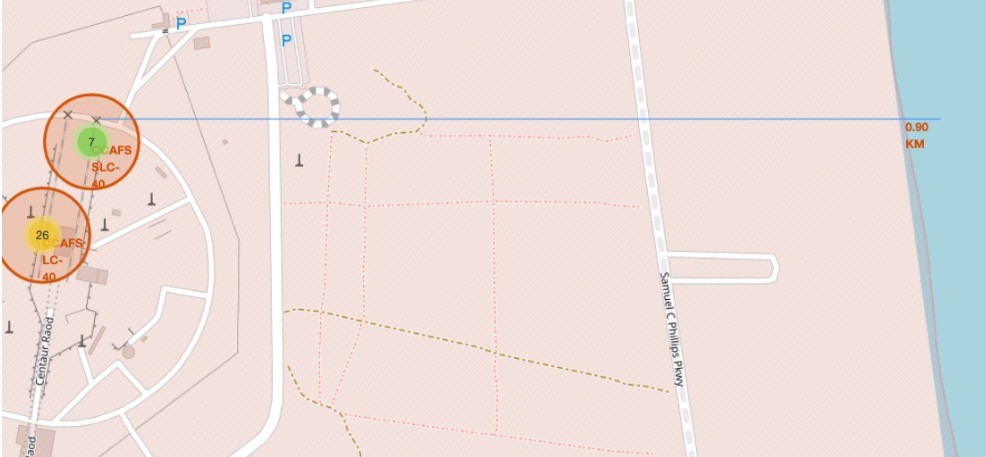 P
P
P
0.90
KM
7
CCAFS
SLC-
40
26
CCAFS
LC-
40
Samuel C Phillips Pkwy
Centaur Raod
Raod